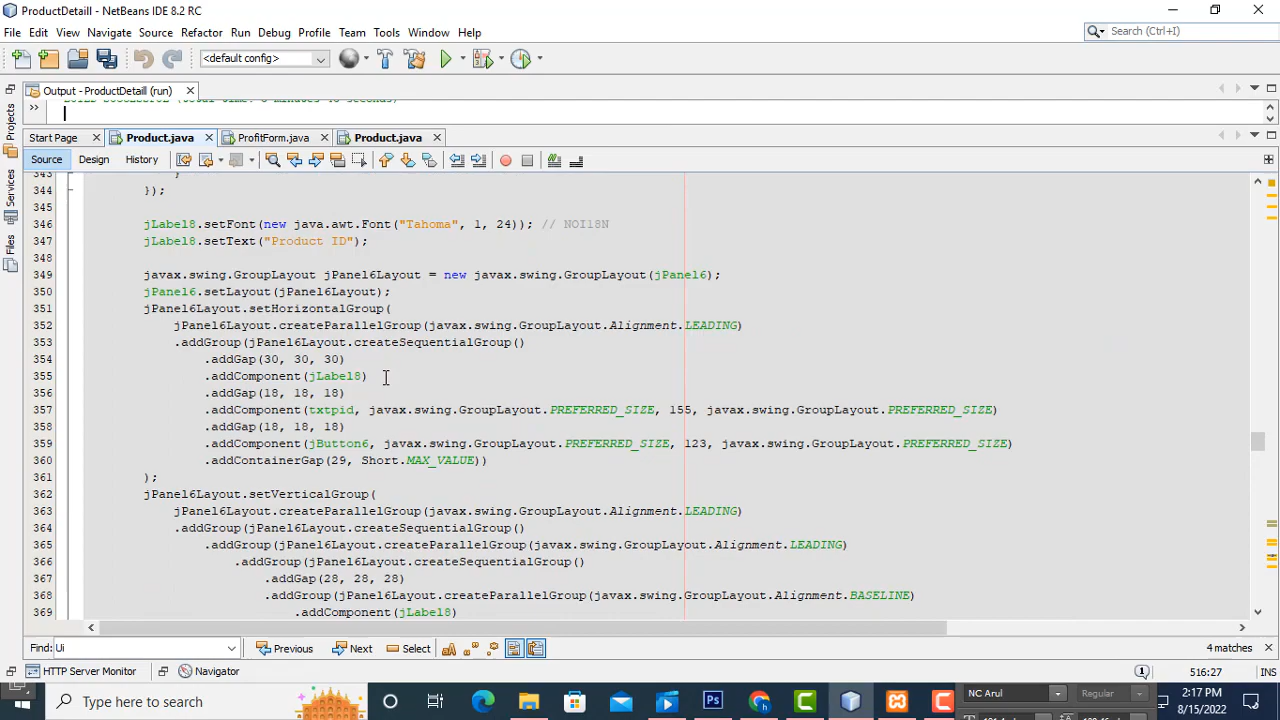 ProductDetaill - NetBeans IDE 8.2 RC
File Edit View Navigate Source Refactor Run Debug Profile Team Tools Window Help
Search (Ctrl+I)
<default config>
Output - ProductDetaill (run)
Start Page Product.java ProfitForm.java Product.java
Source Design History
344 });
345
346 jLabel8.setFont(new java.awt.Font("Tahoma", 1, 24)); // NOI18N
347 jLabel8.setText("Product ID");
348
349 javax.swing.GroupLayout jPanel6Layout = new javax.swing.GroupLayout(jPanel6);
350 jPanel6.setLayout(jPanel6Layout);
351 jPanel6Layout.setHorizontalGroup(
352 jPanel6Layout.createParallelGroup(javax.swing.GroupLayout.Alignment.LEADING)
353 .addGroup(jPanel6Layout.createSequentialGroup()
354 .addGap(30, 30, 30)
355 .addComponent(jLabel8)
356 .addGap(18, 18, 18)
357 .addComponent(txtpid, javax.swing.GroupLayout.PREFERRED_SIZE, 155, javax.swing.GroupLayout.PREFERRED_SIZE)
358 .addGap(18, 18, 18)
359 .addComponent(jButton6, javax.swing.GroupLayout.PREFERRED_SIZE, 123, javax.swing.GroupLayout.PREFERRED_SIZE)
360 .addContainerGap(29, Short.MAX_VALUE))
361 );
362 jPanel6Layout.setVerticalGroup(
363 jPanel6Layout.createParallelGroup(javax.swing.GroupLayout.Alignment.LEADING)
364 .addGroup(jPanel6Layout.createSequentialGroup()
365 .addGroup(jPanel6Layout.createParallelGroup(javax.swing.GroupLayout.Alignment.LEADING)
366 .addGroup(jPanel6Layout.createSequentialGroup()
367 .addGap(28, 28, 28)
368 .addGroup(jPanel6Layout.createParallelGroup(javax.swing.GroupLayout.Alignment.BASELINE)
369 .addComponent(jLabel8)
Find: Ui Previous Next Select 4 matches
HTTP Server Monitor Navigator 1 516:27 INS
Type here to search
NC Arul Regular
2:17 PM
8/15/2022
Projects
Services
Files